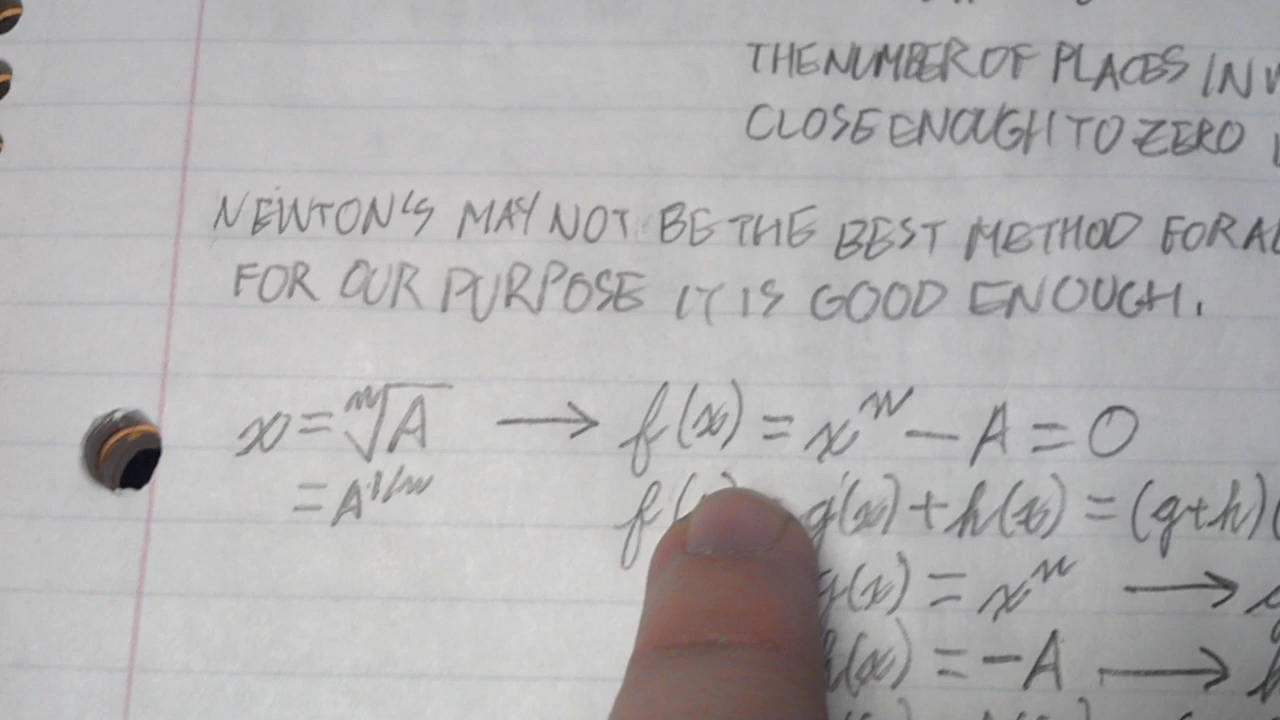 THE NUMBER OF PLACES IN
CLOSE ENOUGH TO ZERO
NEWTON'S MAY NOT BE THE BEST METHOD FOR
FOR OUR PURPOSE IT IS GOOD ENOUGH.
x = ⁿ√A → f(x) = xⁿ − A = 0
= A^1/n f( g(x) + h(x) = (g+h)(
g(x) = xⁿ →
h(x) = −A →